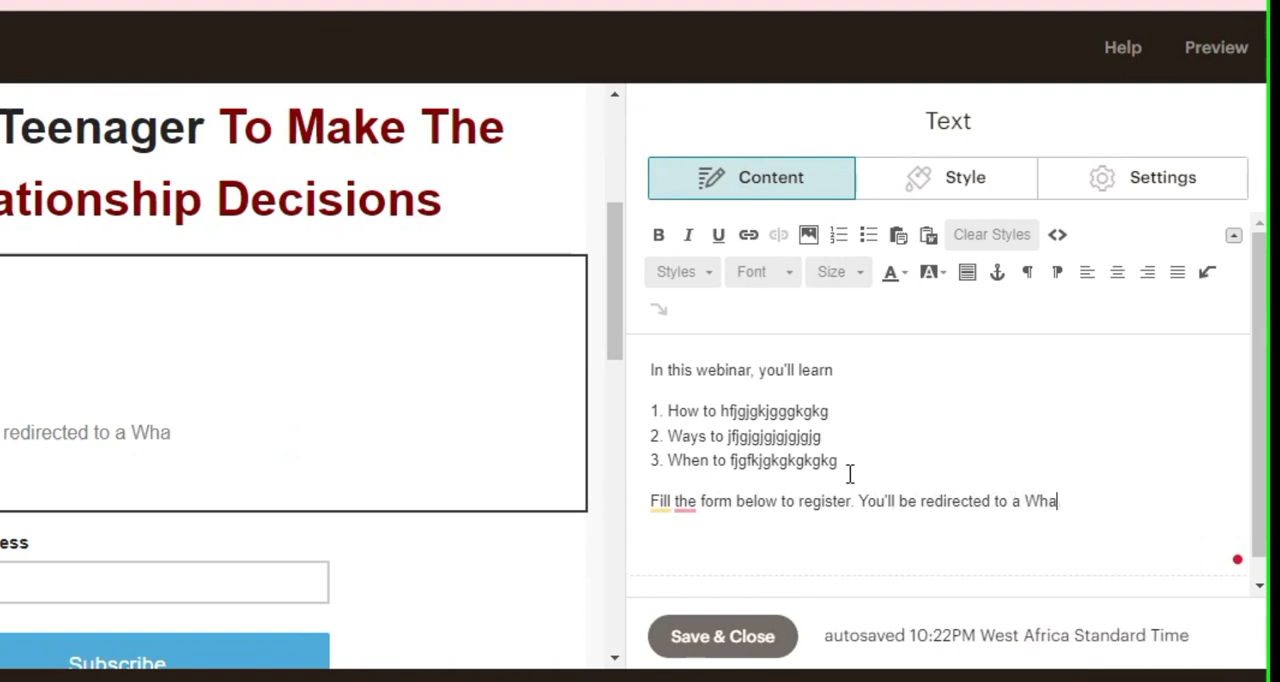 Help Preview
Teenager To Make The
ationship Decisions
redirected to a Wha
ess
Subscribe
Text
Content Style Settings
B I U Clear Styles
Styles Font Size A A
In this webinar, you'll learn
1. How to hfjgjgkjgggkgkg
2. Ways to jfjgjgjgjgjgjgjg
3. When to fjgfkjgkgkgkgkg
Fill the form below to register. You'll be redirected to a Wha
Save & Close autosaved 10:22PM West Africa Standard Time